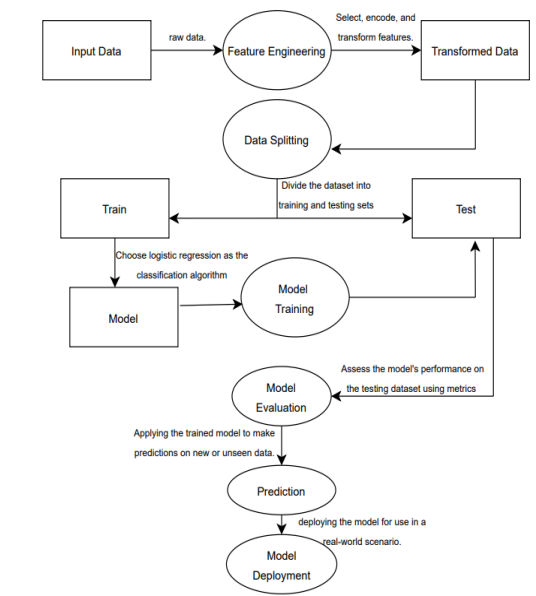 Input Data
raw data.
Feature Engineering
Select, encode, and
transform features.
Transformed Data
Data Splitting
Divide the dataset into
training and testing sets
Train
Test
Choose logistic regression as the
classification algorithm
Model
Model
Training
Assess the model's performance on
the testing dataset using metrics
Model
Evaluation
Applying the trained model to make
predictions on new or unseen data.
Prediction
deploying the model for use in a
real-world scenario.
Model
Deployment